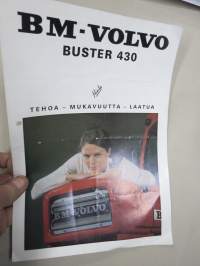 BM-VOLVO
BUSTER 430
TEHOA – MUKAVUUTTA – LAATUA
BM-VOLVO
B